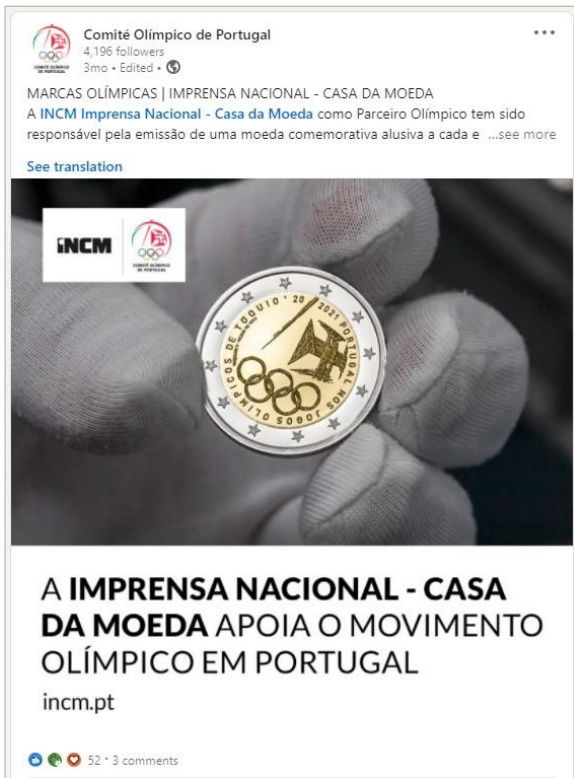 Comité Olímpico de Portugal
4,196 followers
3mo • Edited •
MARCAS OLÍMPICAS | IMPRENSA NACIONAL - CASA DA MOEDA
A INCM Imprensa Nacional - Casa da Moeda como Parceiro Olímpico tem sido
responsável pela emissão de uma moeda comemorativa alusiva a cada e ...see more
See translation
INCM
COMITÉ OLÍMPICO
DE PORTUGAL
JOGOS OLÍMPICOS DE TOQUIO ' 20 2021 PORTUGAL NOS
A IMPRENSA NACIONAL - CASA
DA MOEDA APOIA O MOVIMENTO
OLÍMPICO EM PORTUGAL
incm.pt
52 • 3 comments